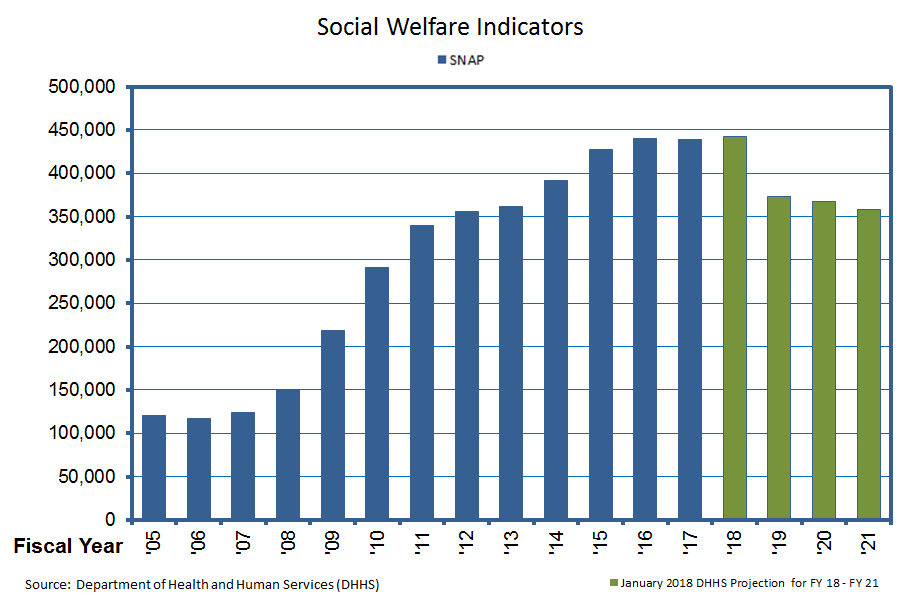 Social Welfare Indicators
SNAP
500,000
450,000
400,000
350,000
300,000
250,000
200,000
150,000
100,000
50,000
0
Fiscal Year '05 '06 '07 '08 '09 '10 '11 '12 '13 '14 '15 '16 '17 '18 '19 '20 '21
Source: Department of Health and Human Services (DHHS)
January 2018 DHHS Projection for FY 18 - FY 21